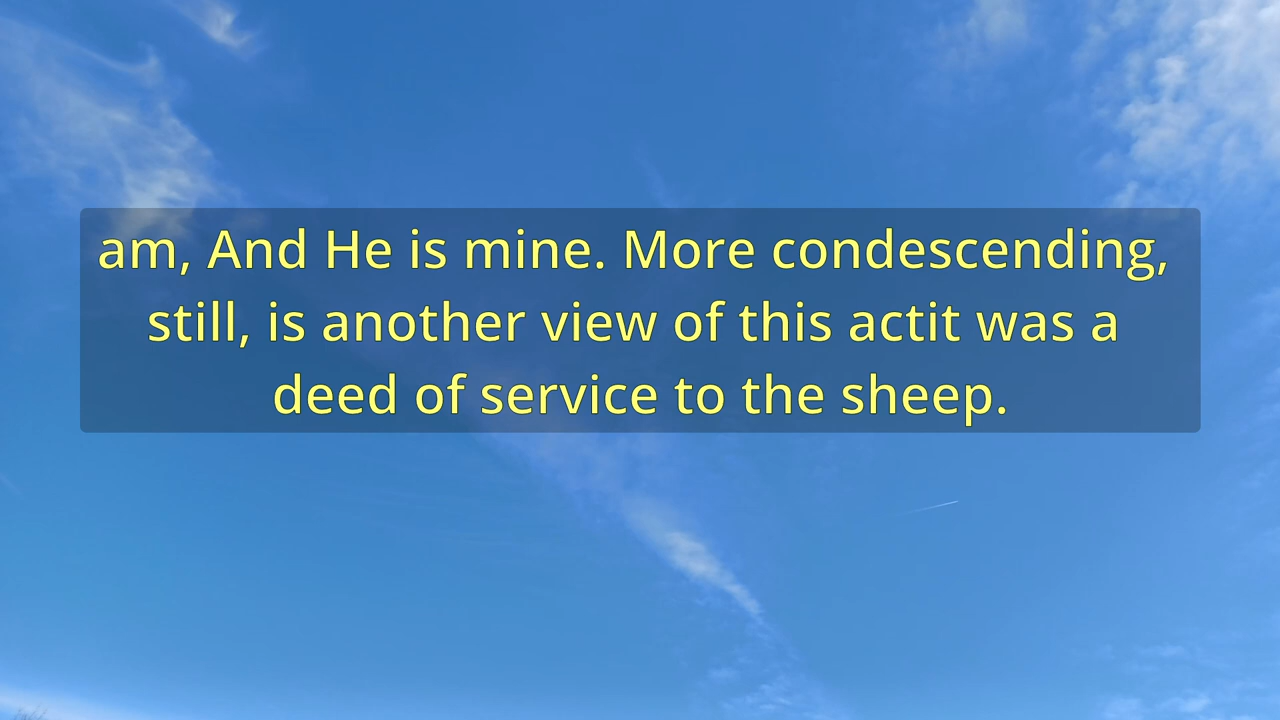 am, And He is mine. More condescending,
still, is another view of this actit was a
deed of service to the sheep.